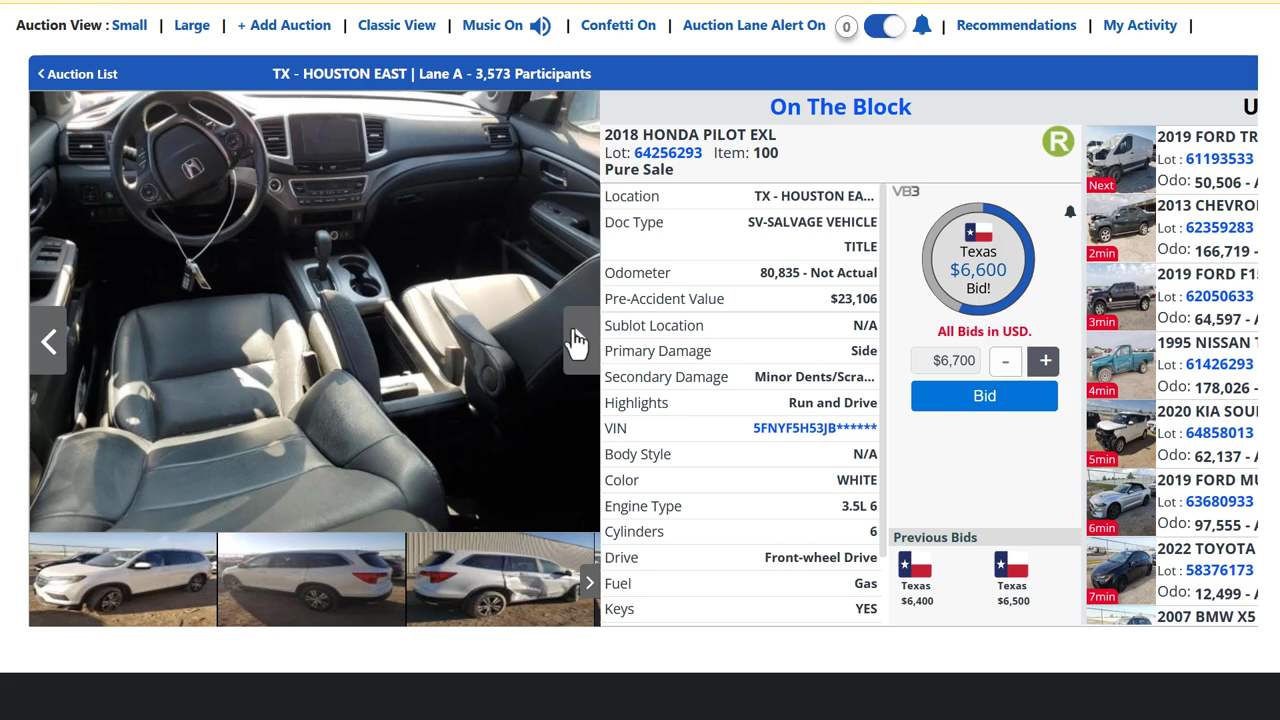 Auction View : Small | Large | + Add Auction | Classic View | Music On | Confetti On | Auction Lane Alert On 0 | Recommendations | My Activity |
Auction List TX - HOUSTON EAST | Lane A - 3,573 Participants
On The Block
2018 HONDA PILOT EXL
Lot: 64256293 Item: 100
Pure Sale
R
Location TX - HOUSTON EA...
Doc Type SV-SALVAGE VEHICLE
TITLE
Odometer 80,835 - Not Actual
Pre-Accident Value $23,106
Sublot Location N/A
Primary Damage Side
Secondary Damage Minor Dents/Scra...
Highlights Run and Drive
VIN 5FNYF5H53JB******
Body Style N/A
Color WHITE
Engine Type 3.5L 6
Cylinders 6
Drive Front-wheel Drive
Fuel Gas
Keys YES
VB3
Texas
$6,600
Bid!
All Bids in USD.
$6,700 - +
Bid
Previous Bids
Texas Texas
$6,400 $6,500
U
2019 FORD TR
Lot : 61193533
Next Odo: 50,506 - A
2013 CHEVROL
Lot : 62359283
2min Odo: 166,719 -
2019 FORD F15
Lot : 62050633
3min Odo: 64,597 - A
1995 NISSAN T
Lot : 61426293
4min Odo: 178,026 -
2020 KIA SOUL
Lot : 64858013
5min Odo: 62,137 - A
2019 FORD MU
Lot : 63680933
6min Odo: 97,555 - A
2022 TOYOTA
Lot : 58376173
7min Odo: 12,499 - A
2007 BMW X5